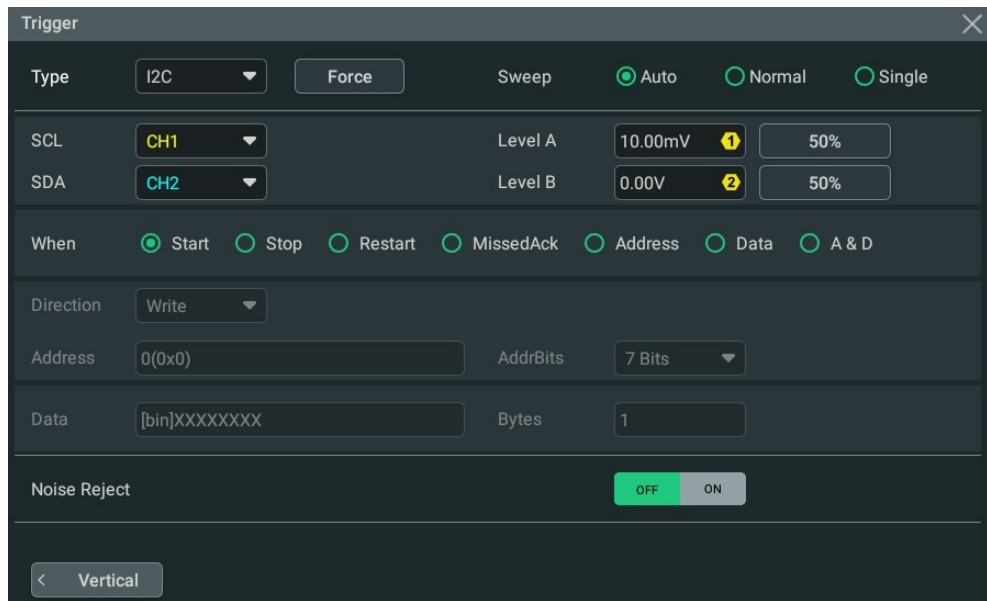 Trigger
Type I2C Force Sweep Auto Normal Single
SCL CH1 Level A 10.00mV 1 50%
SDA CH2 Level B 0.00V 2 50%
When Start Stop Restart MissedAck Address Data A & D
Direction Write
Address 0(0x0) AddrBits 7 Bits
Data [bin]XXXXXXXX Bytes 1
Noise Reject OFF ON
Vertical